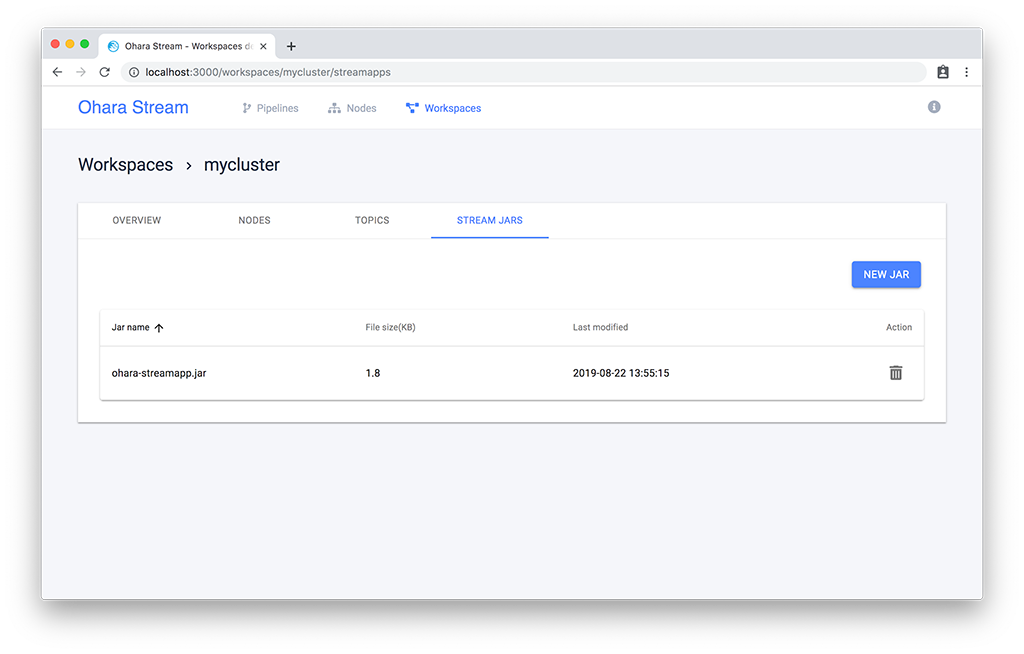 Ohara Stream - Workspaces d
localhost:3000/workspaces/mycluster/streamapps
Ohara Stream Pipelines Nodes Workspaces
Workspaces › mycluster
OVERVIEW NODES TOPICS STREAM JARS
NEW JAR
Jar name File size(KB) Last modified Action
ohara-streamapp.jar 1.8 2019-08-22 13:55:15